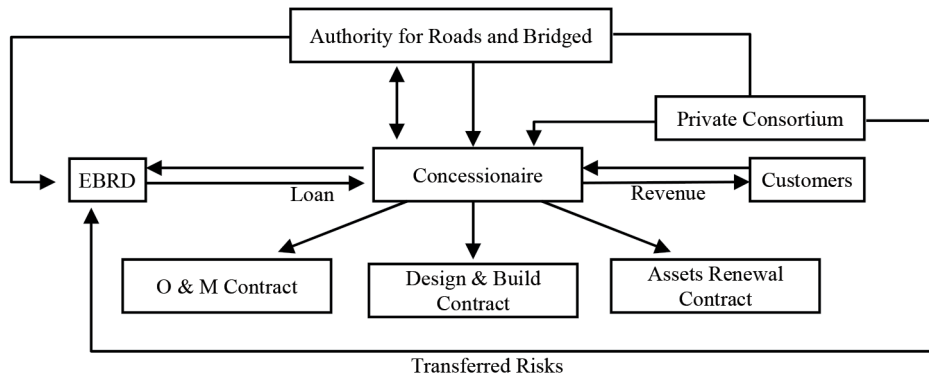 Authority for Roads and Bridged
Private Consortium
EBRD
Concessionaire
Customers
Loan
Revenue
O & M Contract
Design & Build
Contract
Assets Renewal
Contract
Transferred Risks